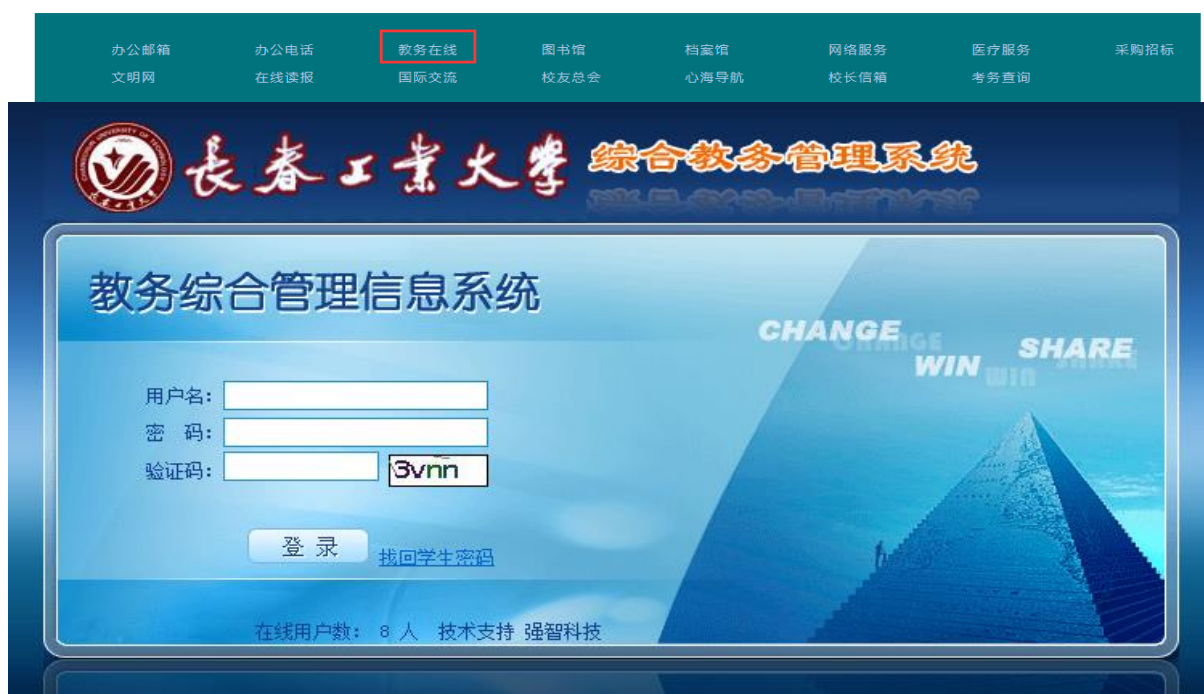 办公邮箱 办公电话 教务在线 图书馆 档案馆 网络服务 医疗服务 采购招标
文明网 在线读报 国际交流 校友总会 心海导航 校长信箱 考务查询
长春工业大学 综合教务管理系统
教务综合管理信息系统
CHANGE
WIN
SHARE
用户名：
密 码：
验证码： 3vnn
登 录 找回学生密码
在线用户数： 8 人 技术支持 强智科技